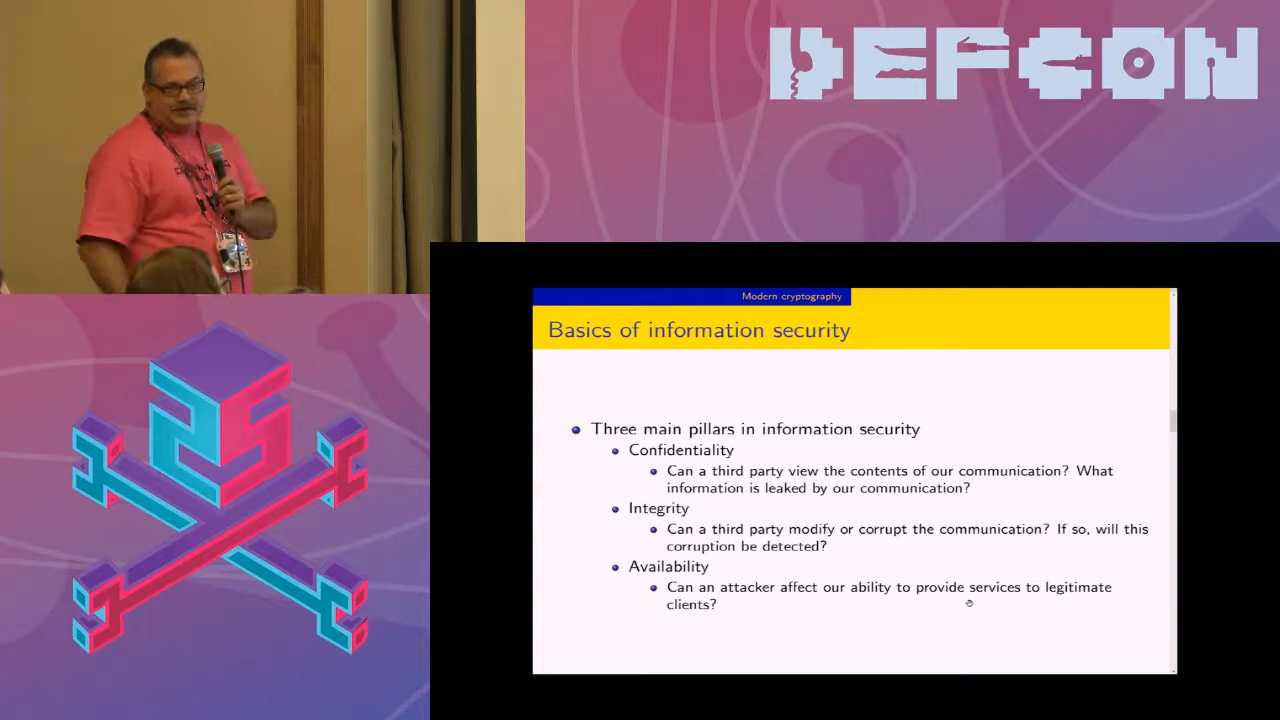 DEFCON
Modern cryptography
Basics of information security
Three main pillars in information security
Confidentiality
Can a third party view the contents of our communication? What
information is leaked by our communication?
Integrity
Can a third party modify or corrupt the communication? If so, will this
corruption be detected?
Availability
Can an attacker affect our ability to provide services to legitimate
clients?